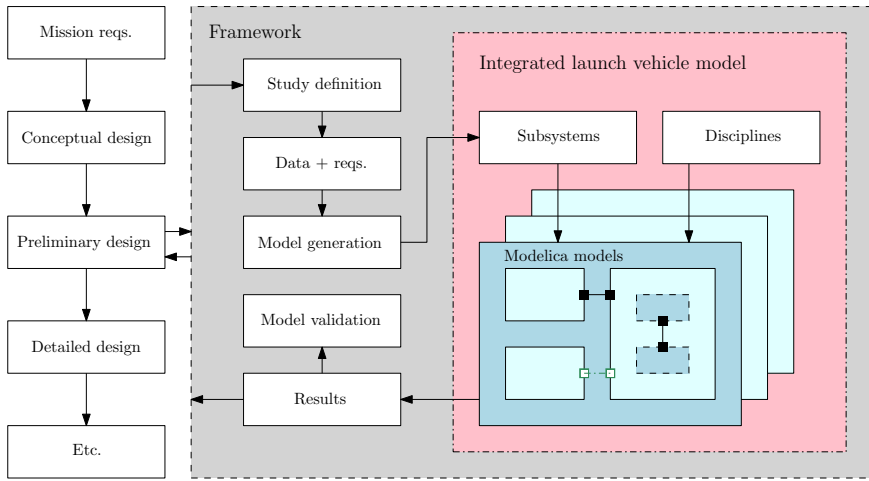 Mission reqs.
Conceptual design
Preliminary design
Detailed design
Etc.
Framework
Study definition
Data + reqs.
Model generation
Model validation
Results
Integrated launch vehicle model
Subsystems
Disciplines
Modelica models